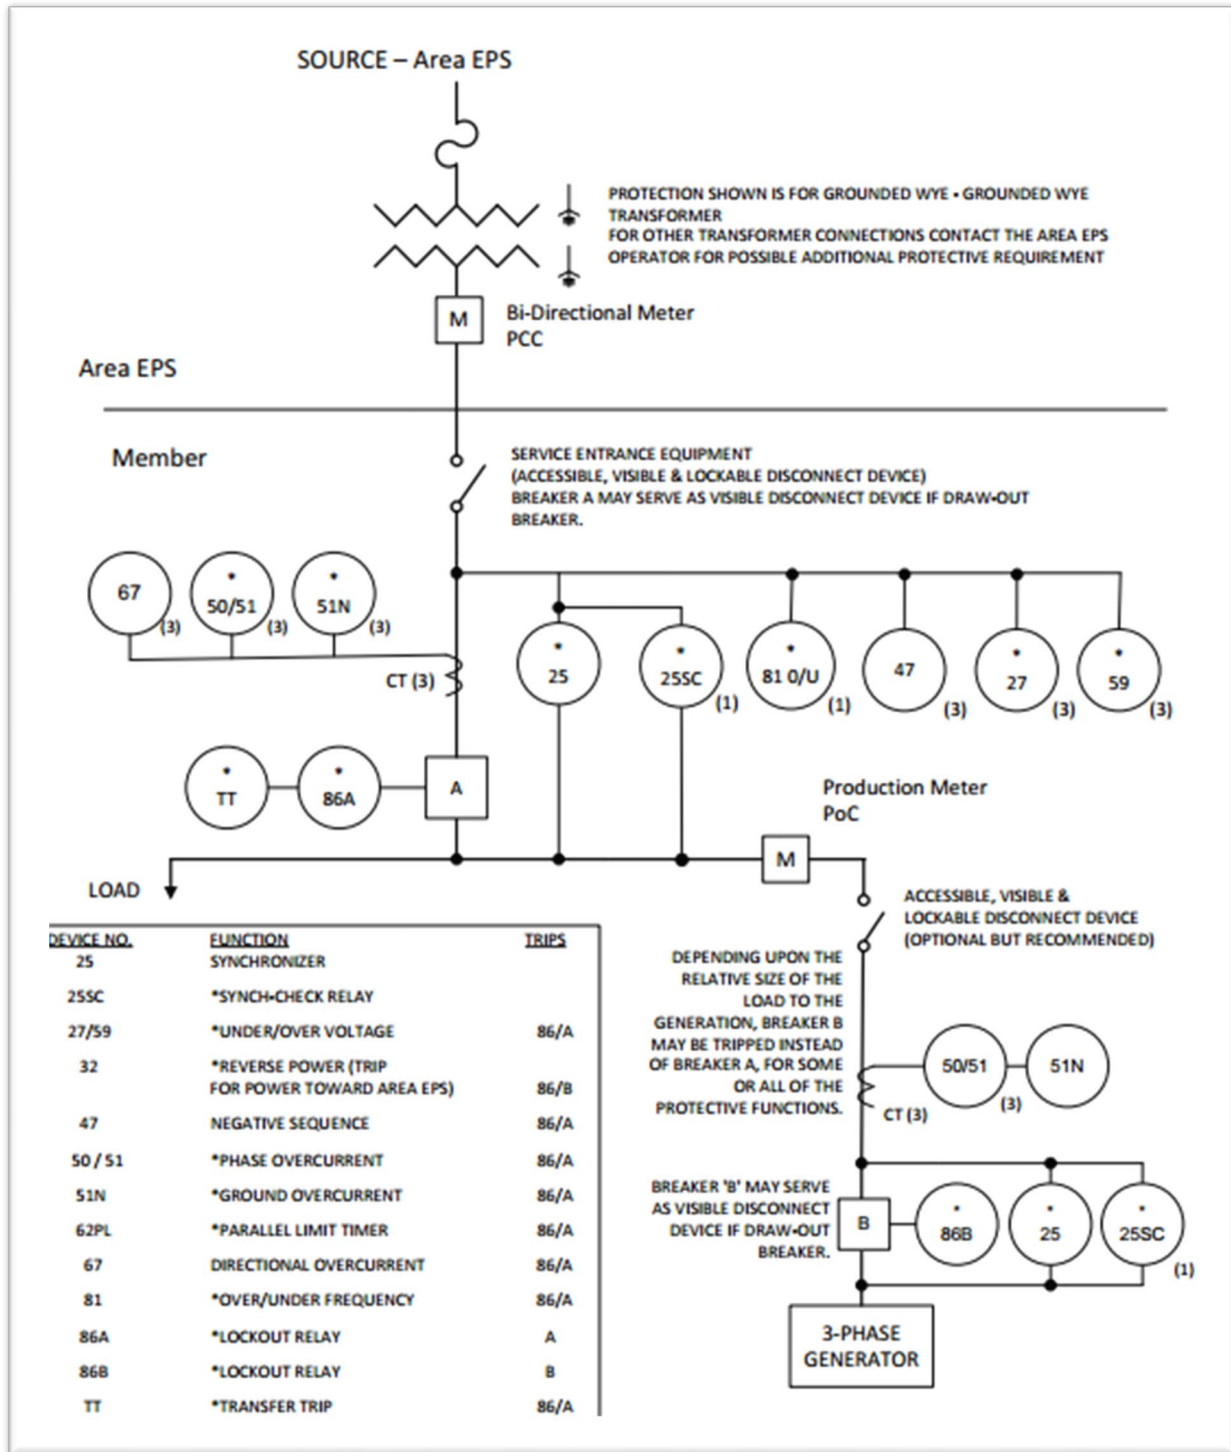 SOURCE – Area EPS
PROTECTION SHOWN IS FOR GROUNDED WYE - GROUNDED WYE
TRANSFORMER
FOR OTHER TRANSFORMER CONNECTIONS CONTACT THE AREA EPS
OPERATOR FOR POSSIBLE ADDITIONAL PROTECTIVE REQUIREMENT
M
Bi-Directional Meter
PCC
Area EPS
Member
SERVICE ENTRANCE EQUIPMENT
(ACCESSIBLE, VISIBLE & LOCKABLE DISCONNECT DEVICE)
BREAKER A MAY SERVE AS VISIBLE DISCONNECT DEVICE IF DRAW-OUT
BREAKER.
67
(3)
*
50/51
(3)
*
51N
(3)
CT (3)
*
25
*
25SC
(1)
*
81 0/U
(1)
47
(3)
*
27
(3)
*
59
(3)
*
TT
*
86A
A
Production Meter
PoC
M
LOAD
ACCESSIBLE, VISIBLE &
LOCKABLE DISCONNECT DEVICE
(OPTIONAL BUT RECOMMENDED)
DEPENDING UPON THE
RELATIVE SIZE OF THE
LOAD TO THE
GENERATION, BREAKER B
MAY BE TRIPPED INSTEAD
OF BREAKER A, FOR SOME
OR ALL OF THE
PROTECTIVE FUNCTIONS.
CT (3)
50/51
(3)
51N
BREAKER 'B' MAY SERVE
AS VISIBLE DISCONNECT
DEVICE IF DRAW-OUT
BREAKER.
B
*
86B
*
25
*
25SC
(1)
3-PHASE
GENERATOR
DEVICE NO. FUNCTION TRIPS
25 SYNCHRONIZER
25SC *SYNCH-CHECK RELAY
27/59 *UNDER/OVER VOLTAGE 86/A
32 *REVERSE POWER (TRIP
FOR POWER TOWARD AREA EPS) 86/B
47 NEGATIVE SEQUENCE 86/A
50 / 51 *PHASE OVERCURRENT 86/A
51N *GROUND OVERCURRENT 86/A
62PL *PARALLEL LIMIT TIMER 86/A
67 DIRECTIONAL OVERCURRENT 86/A
81 *OVER/UNDER FREQUENCY 86/A
86A *LOCKOUT RELAY A
86B *LOCKOUT RELAY B
TT *TRANSFER TRIP 86/A